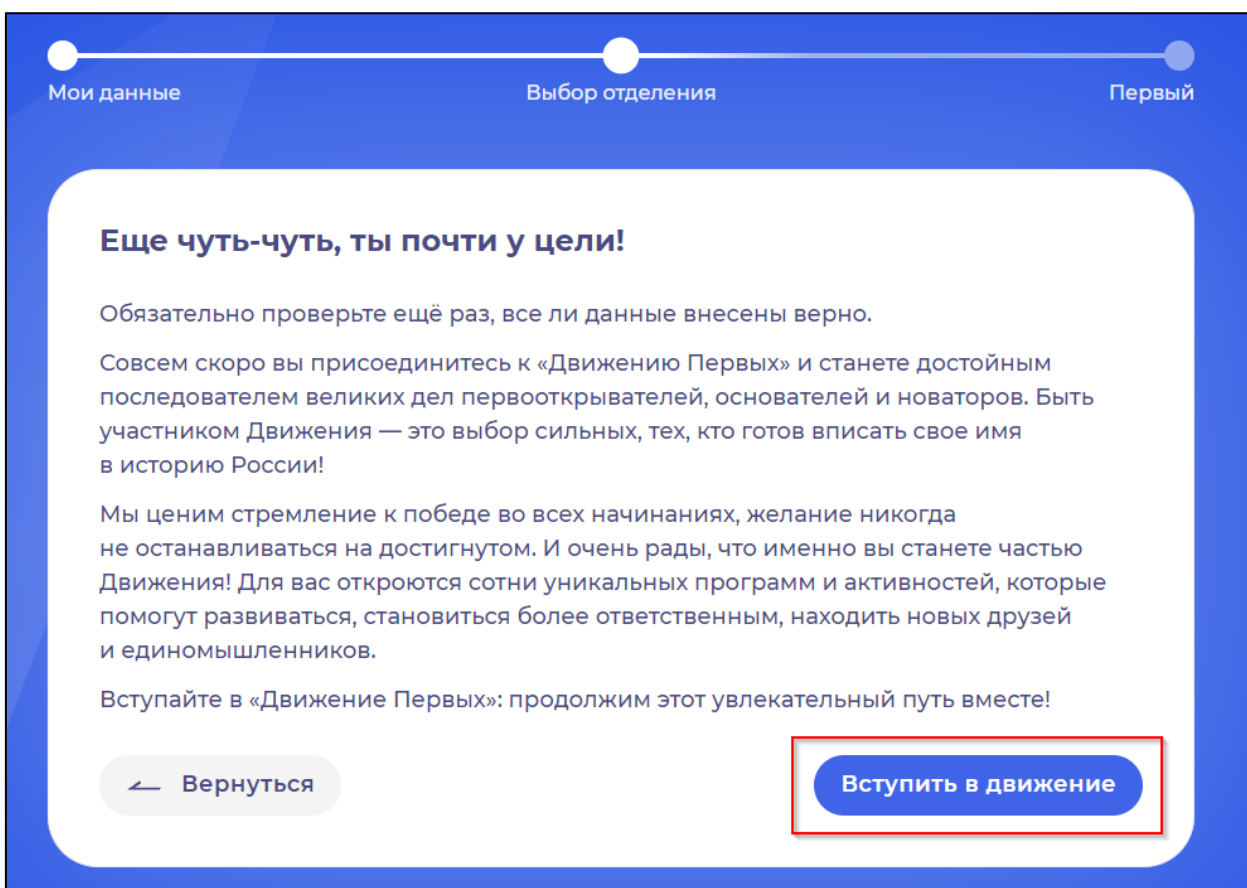 Мои данные Выбор отделения Первый
Еще чуть-чуть, ты почти у цели!
Обязательно проверьте ещё раз, все ли данные внесены верно.
Совсем скоро вы присоединитесь к «Движению Первых» и станете достойным
последователем великих дел первооткрывателей, основателей и новаторов. Быть
участником Движения — это выбор сильных, тех, кто готов вписать свое имя
в историю России!
Мы ценим стремление к победе во всех начинаниях, желание никогда
не останавливаться на достигнутом. И очень рады, что именно вы станете частью
Движения! Для вас откроются сотни уникальных программ и активностей, которые
помогут развиваться, становиться более ответственным, находить новых друзей
и единомышленников.
Вступайте в «Движение Первых»: продолжим этот увлекательный путь вместе!
Вернуться Вступить в движение